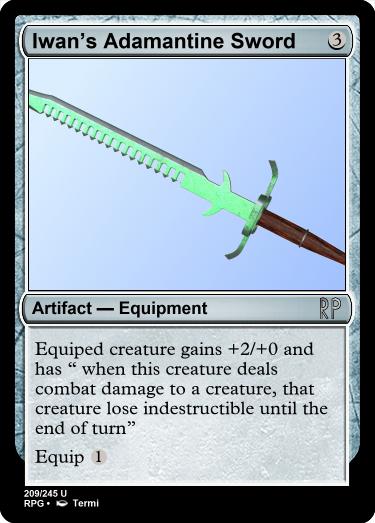 Iwan's Adamantine Sword 3
Artifact — Equipment RP
Equiped creature gains +2/+0 and
has “ when this creature deals
combat damage to a creature, that
creature lose indestructible until the
end of turn”
Equip 1
209/245 U
RPG • Termi